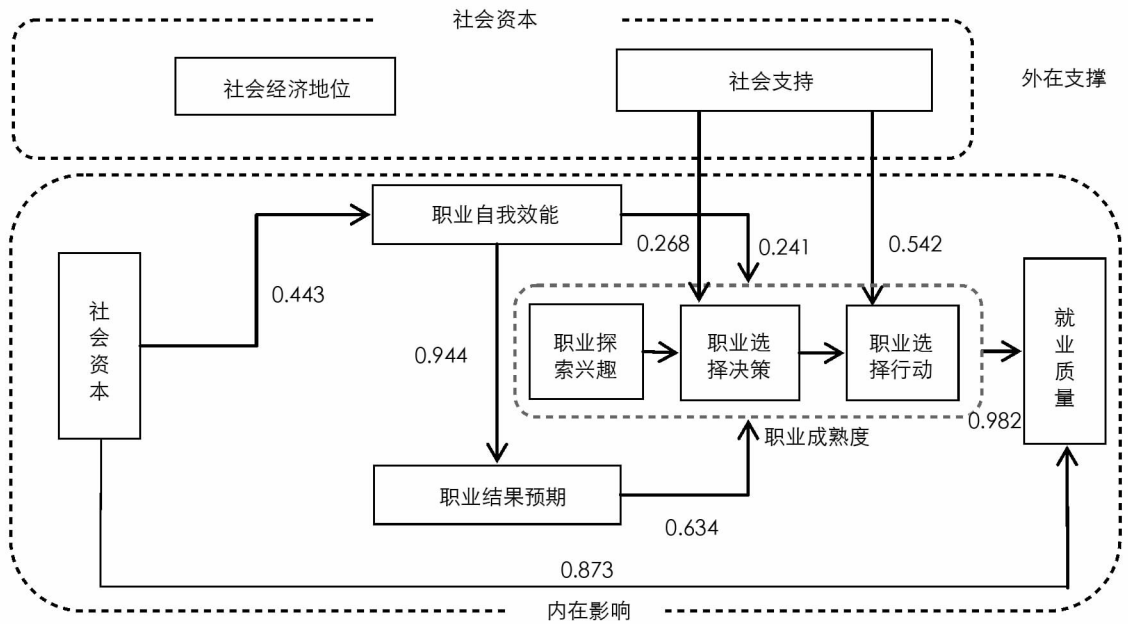 社会资本
社会经济地位
社会支持
外在支撑
职业自我效能
0.268
0.241
0.542
0.443
社会资本
0.944
职业探
索兴趣
职业选
择决策
职业选
择行动
就业质量
0.982
职业成熟度
职业结果预期
0.634
0.873
内在影响